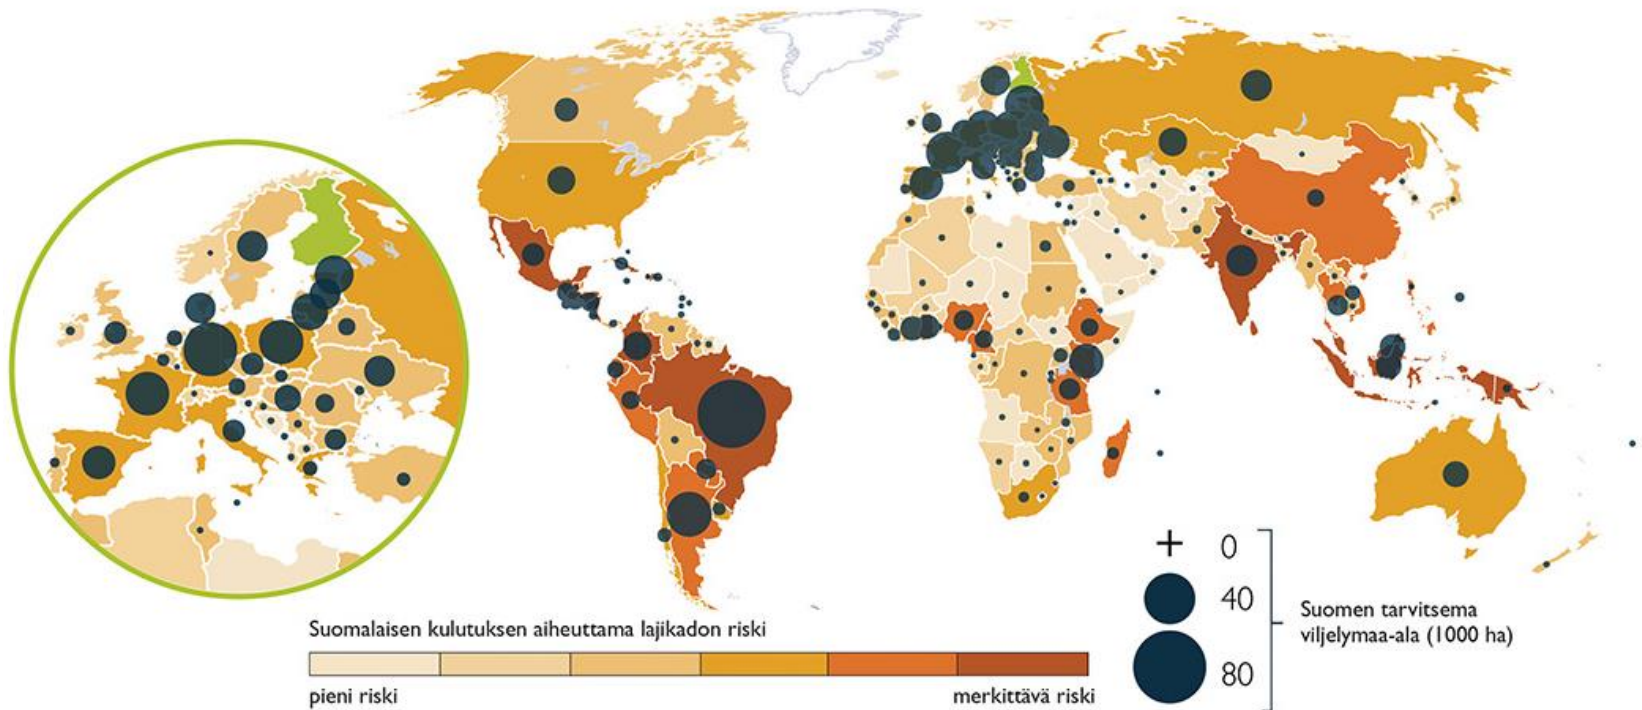 Suomalaisen kulutuksen aiheuttama lajikadon riski
pieni riski
merkittävä riski
+ 0
40
80
Suomen tarvitsema
viljelymaa-ala (1000 ha)